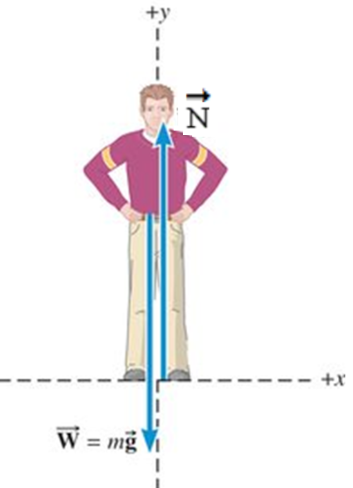 +y
N⃗
+x
W⃗ = mg⃗